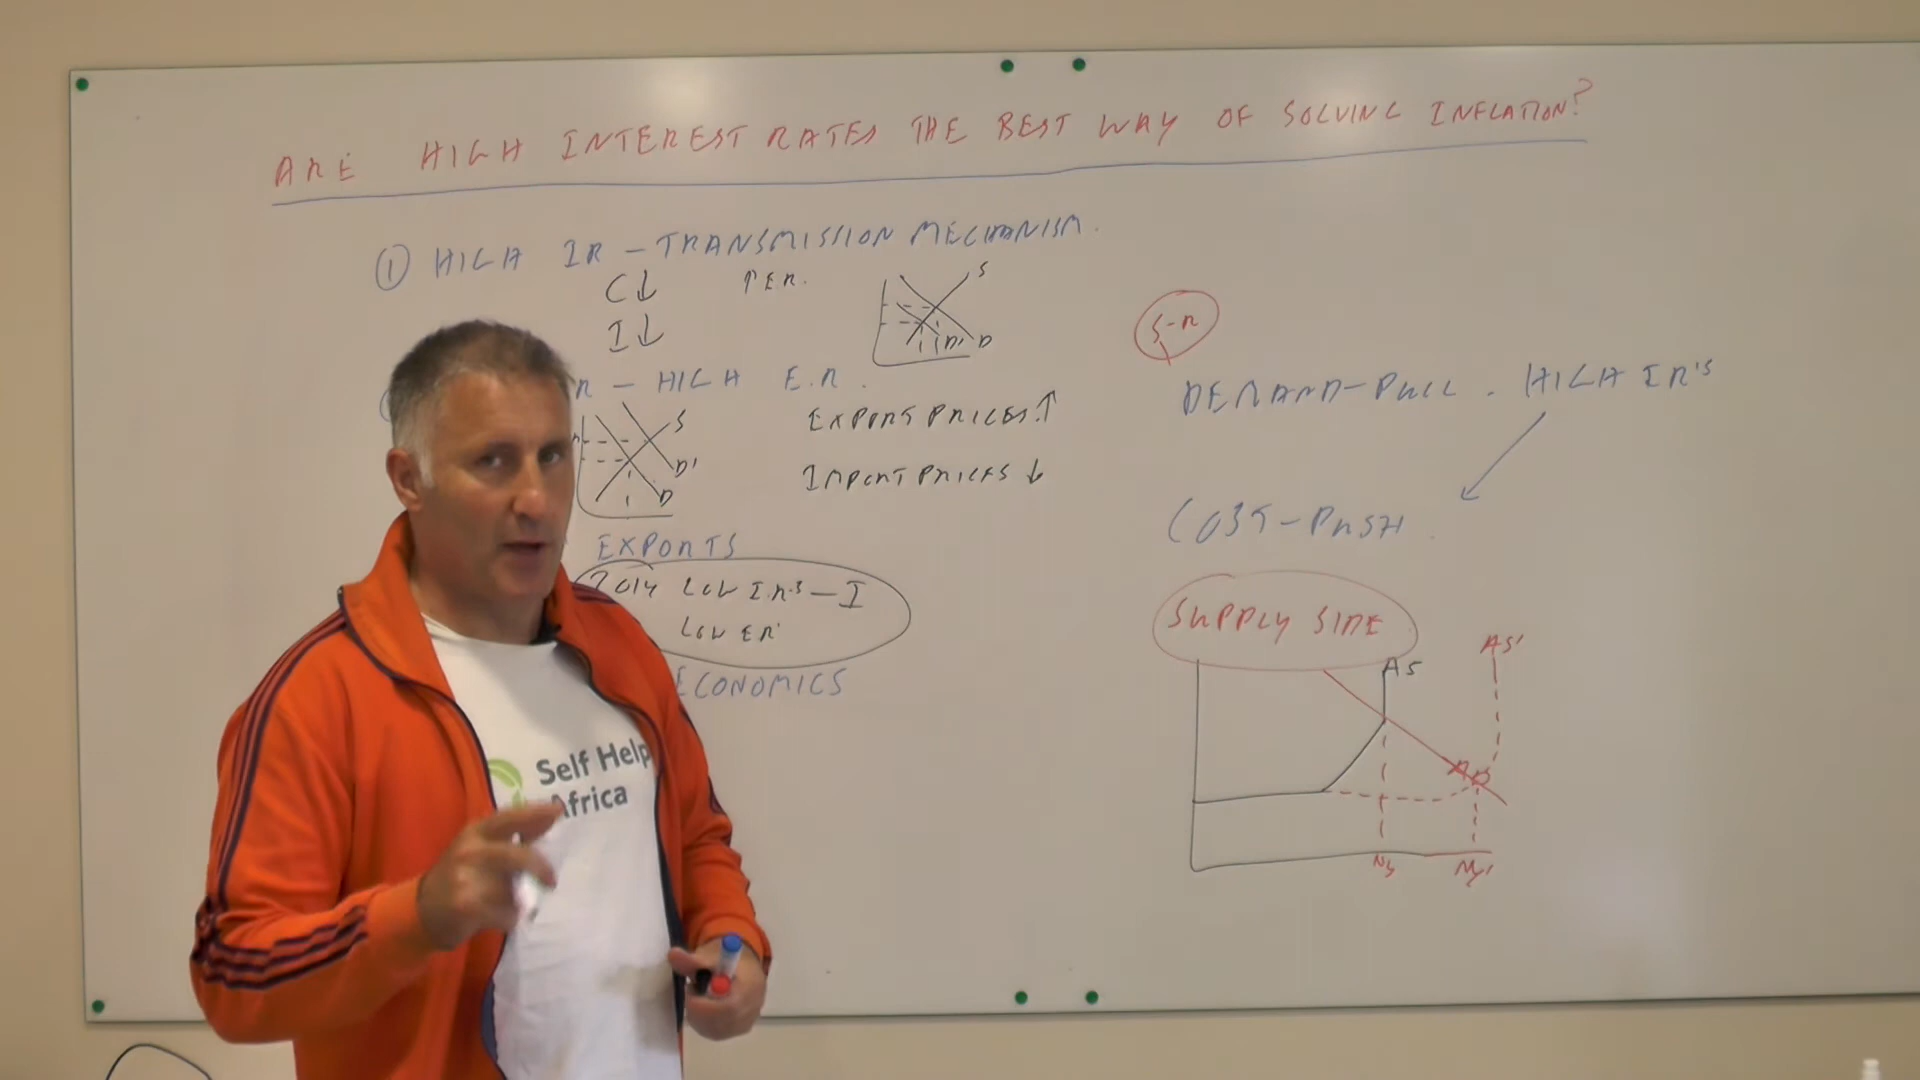 ARE HIGH INTEREST RATES THE BEST WAY OF SOLVING INFLATION?
① HIGH IR - TRANSMISSION MECHANISM.
C↓ ↑ER.
I↓
S
D' D
R - HIGH E.R.
EXPORT PRICES ↑
IMPORT PRICES ↓
S
D'
D
EXPORTS
2014 LOW I.R'S - I
LOW ER
ECONOMICS
S-R
DEMAND-PULL. HIGH IR'S
COST-PUSH.
SUPPLY SIDE
AS
AS'
AD
Self Help
Africa